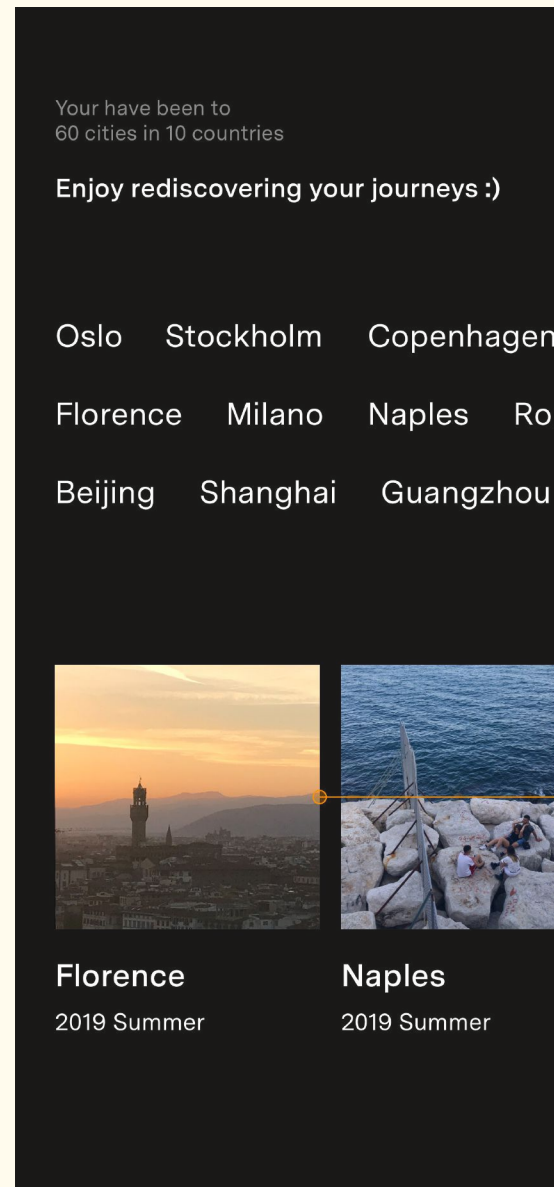 Your have been to
60 cities in 10 countries
Enjoy rediscovering your journeys :)
Oslo Stockholm Copenhagen
Florence Milano Naples Ro
Beijing Shanghai Guangzhou
Florence Naples
2019 Summer 2019 Summer